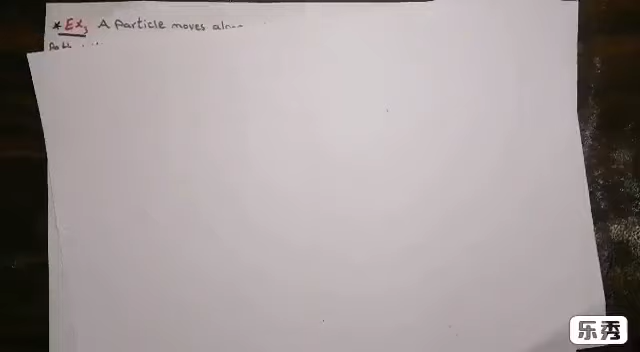 * Ex, A Particle moves
乐秀